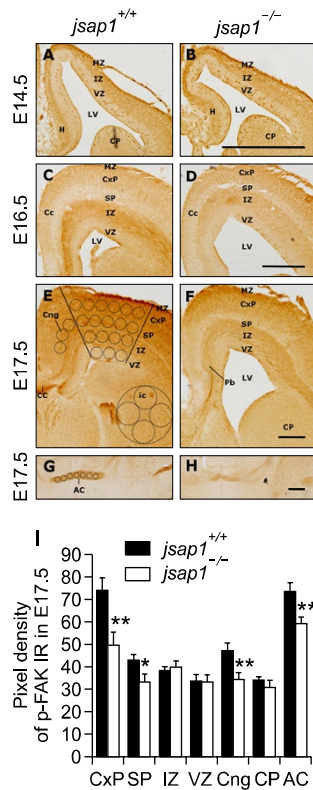 jsap1+/+ jsap1−/−
E14.5
A MZ IZ VZ LV H CP
B MZ IZ VZ LV H CP
E16.5
C MZ CxP Cc SP IZ VZ LV
D MZ CxP Cc SP IZ VZ LV
E17.5
E MZ CxP Cng SP IZ VZ CC ic
F MZ CxP SP IZ VZ Pb LV CP
E17.5
G AC
H
I
jsap1+/+
jsap1−/−
Pixel density
of p-FAK IR in E17.5
90
80
70
60
50
40
30
20
10
0
** * ** **
CxP SP IZ VZ Cng CP AC